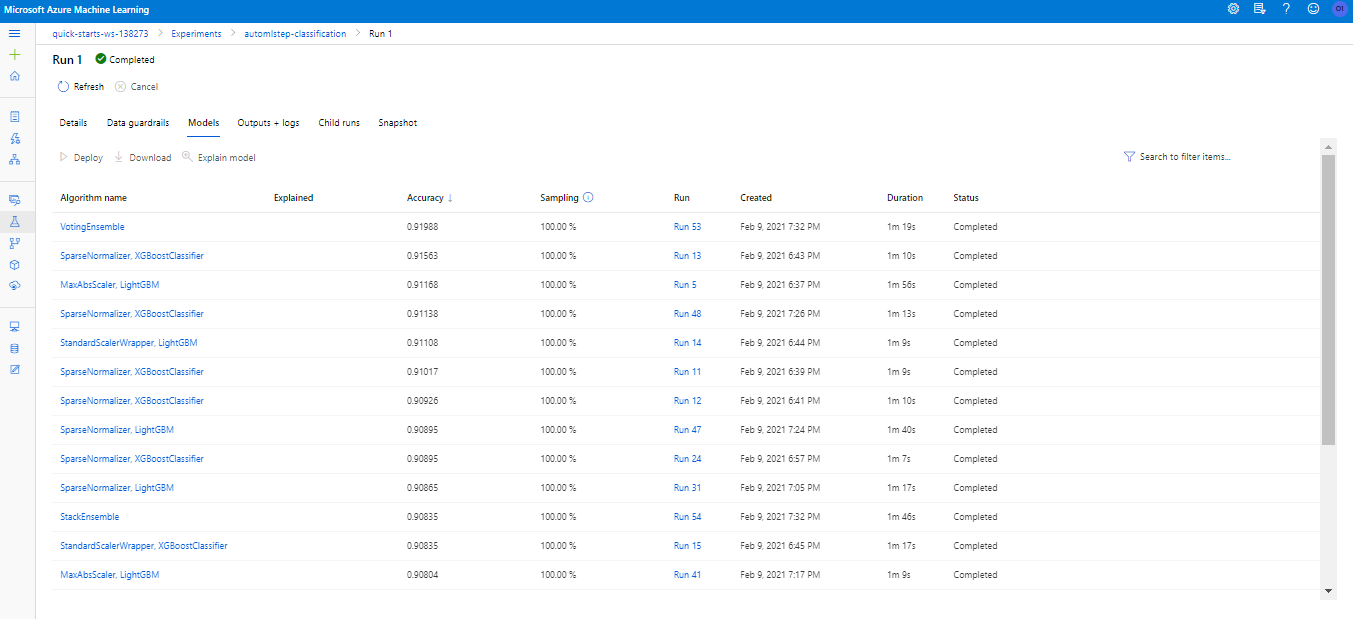 Microsoft Azure Machine Learning
OI
quick-starts-ws-138273 > Experiments > automlstep-classification > Run 1
Run 1 Completed
Refresh Cancel
Details Data guardrails Models Outputs + logs Child runs Snapshot
Deploy Download Explain model Search to filter items...
Algorithm name Explained Accuracy ↓ Sampling Run Created Duration Status
VotingEnsemble 0.91988 100.00 % Run 53 Feb 9, 2021 7:32 PM 1m 19s Completed
SparseNormalizer, XGBoostClassifier 0.91563 100.00 % Run 13 Feb 9, 2021 6:43 PM 1m 10s Completed
MaxAbsScaler, LightGBM 0.91168 100.00 % Run 5 Feb 9, 2021 6:37 PM 1m 56s Completed
SparseNormalizer, XGBoostClassifier 0.91138 100.00 % Run 48 Feb 9, 2021 7:26 PM 1m 13s Completed
StandardScalerWrapper, LightGBM 0.91108 100.00 % Run 14 Feb 9, 2021 6:44 PM 1m 9s Completed
SparseNormalizer, XGBoostClassifier 0.91017 100.00 % Run 11 Feb 9, 2021 6:39 PM 1m 9s Completed
SparseNormalizer, XGBoostClassifier 0.90926 100.00 % Run 12 Feb 9, 2021 6:41 PM 1m 10s Completed
SparseNormalizer, LightGBM 0.90895 100.00 % Run 47 Feb 9, 2021 7:24 PM 1m 40s Completed
SparseNormalizer, XGBoostClassifier 0.90895 100.00 % Run 24 Feb 9, 2021 6:57 PM 1m 7s Completed
SparseNormalizer, LightGBM 0.90865 100.00 % Run 31 Feb 9, 2021 7:05 PM 1m 17s Completed
StackEnsemble 0.90835 100.00 % Run 54 Feb 9, 2021 7:32 PM 1m 46s Completed
StandardScalerWrapper, XGBoostClassifier 0.90835 100.00 % Run 15 Feb 9, 2021 6:45 PM 1m 17s Completed
MaxAbsScaler, LightGBM 0.90804 100.00 % Run 41 Feb 9, 2021 7:17 PM 1m 9s Completed